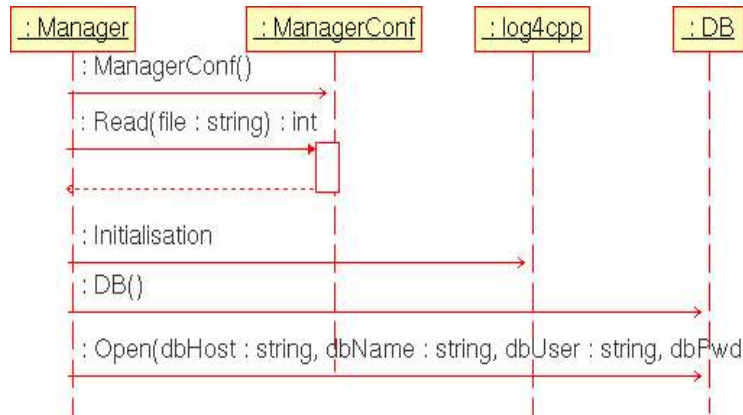 : Manager
: ManagerConf
: log4cpp
: DB
: ManagerConf()
: Read(file : string) : int
: Initialisation
: DB()
: Open(dbHost : string, dbName : string, dbUser : string, dbPwd